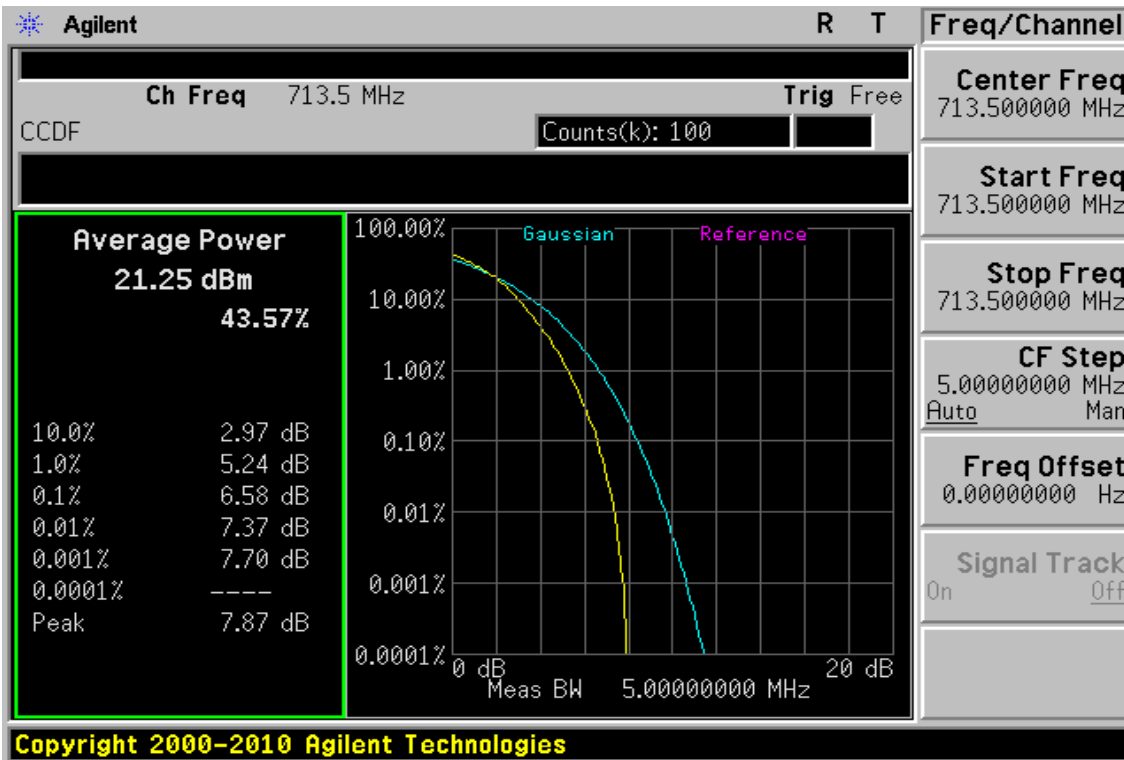 Agilent R T
Ch Freq 713.5 MHz Trig Free
CCDF Counts(k): 100
Average Power
21.25 dBm
43.57%
10.0% 2.97 dB
1.0% 5.24 dB
0.1% 6.58 dB
0.01% 7.37 dB
0.001% 7.70 dB
0.0001% ----
Peak 7.87 dB
100.00%
Gaussian Reference
10.00%
1.00%
0.10%
0.01%
0.001%
0.0001%
0 dB 20 dB
Meas BW 5.00000000 MHz
Freq/Channel
Center Freq
713.500000 MHz
Start Freq
713.500000 MHz
Stop Freq
713.500000 MHz
CF Step
5.00000000 MHz
Auto Man
Freq Offset
0.00000000 Hz
Signal Track
On Off
Copyright 2000-2010 Agilent Technologies